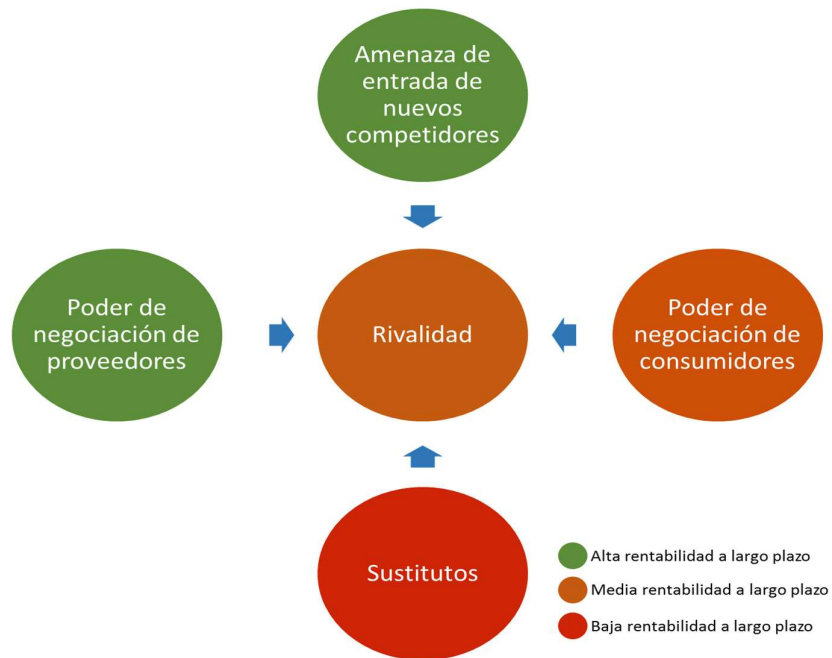 Amenaza de
entrada de
nuevos
competidores
Poder de
negociación de
proveedores
Rivalidad
Poder de
negociación de
consumidores
Sustitutos
Alta rentabilidad a largo plazo
Media rentabilidad a largo plazo
Baja rentabilidad a largo plazo